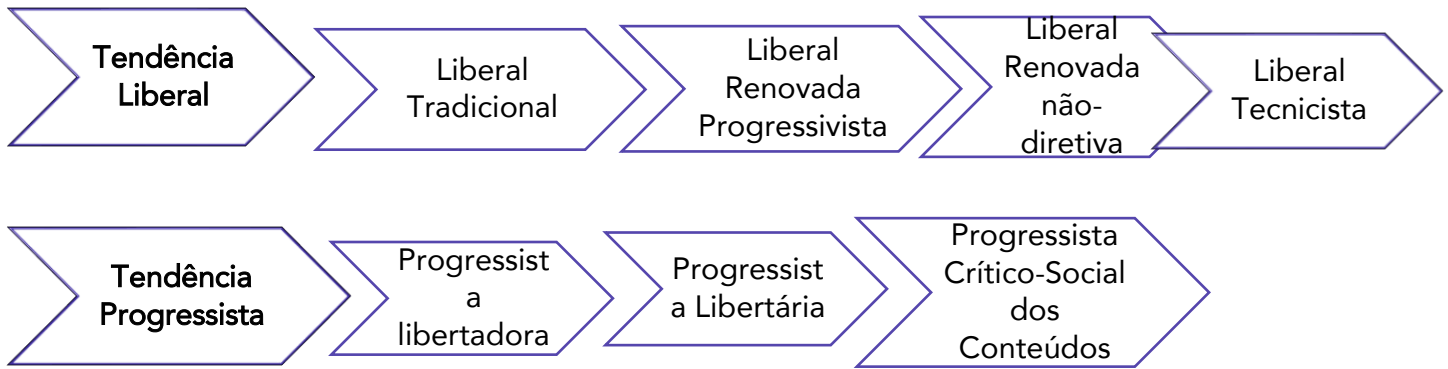 Tendência
Liberal
Liberal
Tradicional
Liberal
Renovada
Progressivista
Liberal
Renovada
não-
diretiva
Liberal
Tecnicista
Tendência
Progressista
Progressist
a
libertadora
Progressist
a Libertária
Progressista
Crítico-Social
dos
Conteúdos